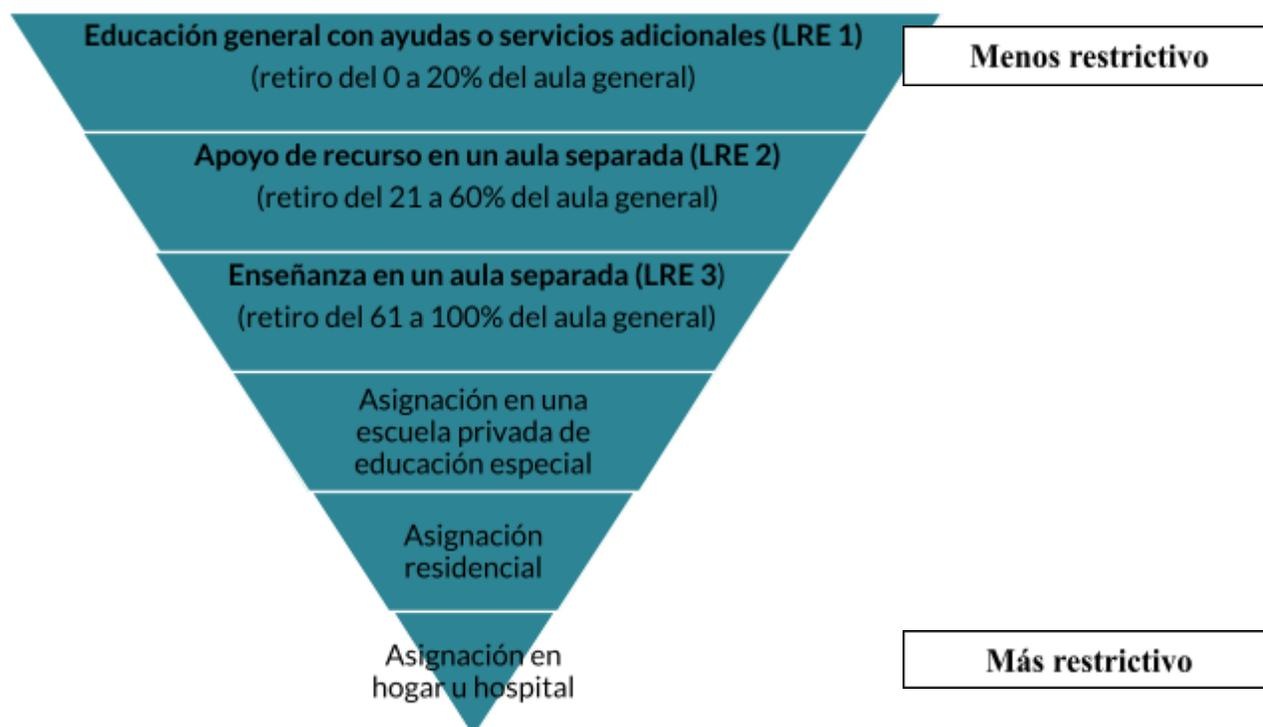 Educación general con ayudas o servicios adicionales (LRE 1)
(retiro del 0 a 20% del aula general)
Menos restrictivo
Apoyo de recurso en un aula separada (LRE 2)
(retiro del 21 a 60% del aula general)
Enseñanza en un aula separada (LRE 3)
(retiro del 61 a 100% del aula general)
Asignación en una
escuela privada de
educación especial
Asignación
residencial
Asignación en
hogar u hospital
Más restrictivo